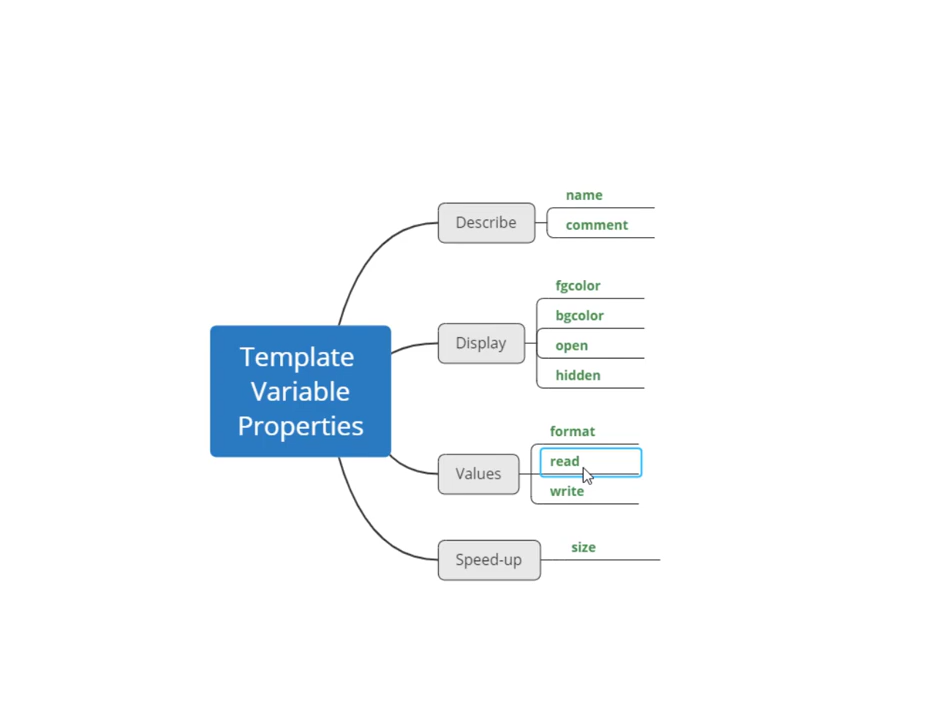 Template
Variable
Properties
Describe
name
comment
Display
fgcolor
bgcolor
open
hidden
Values
format
read
write
Speed-up
size